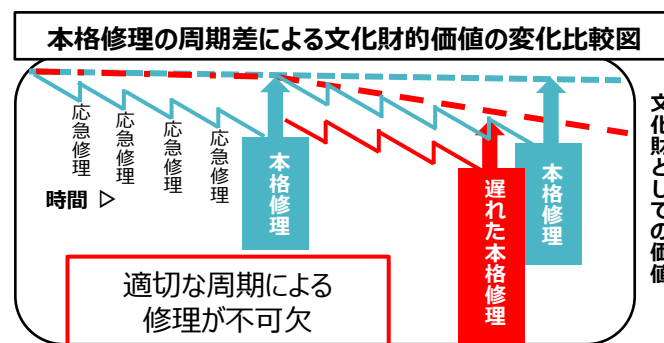 本格修理の周期差による文化財的価値の変化比較図
応急修理
応急修理
応急修理
応急修理
時間 ▷
本格修理
遅れた本格修理
本格修理
文化財としての価値
適切な周期による
修理が不可欠